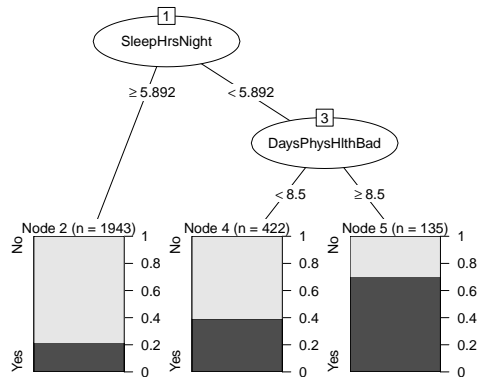 1
SleepHrsNight
≥ 5.892
< 5.892
3
DaysPhysHlthBad
< 8.5
≥ 8.5
Node 2 (n = 1943)
No
Yes
1
0.8
0.6
0.4
0.2
0
Node 4 (n = 422)
No
Yes
1
0.8
0.6
0.4
0.2
0
Node 5 (n = 135)
No
Yes
1
0.8
0.6
0.4
0.2
0